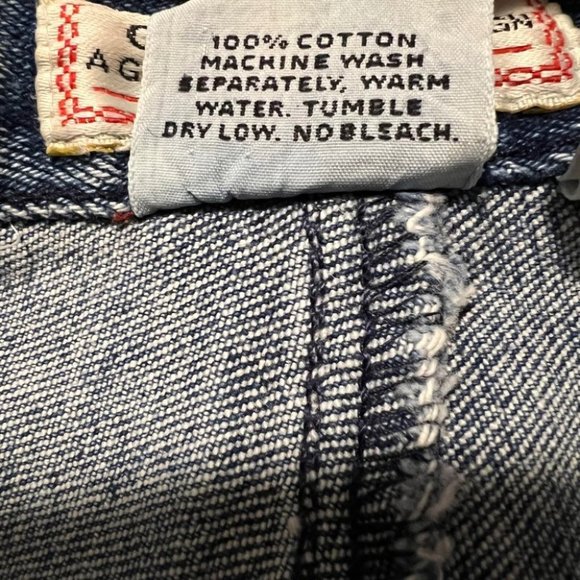 100% COTTON
MACHINE WASH
SEPARATELY, WARM
WATER. TUMBLE
DRY LOW. NO BLEACH.